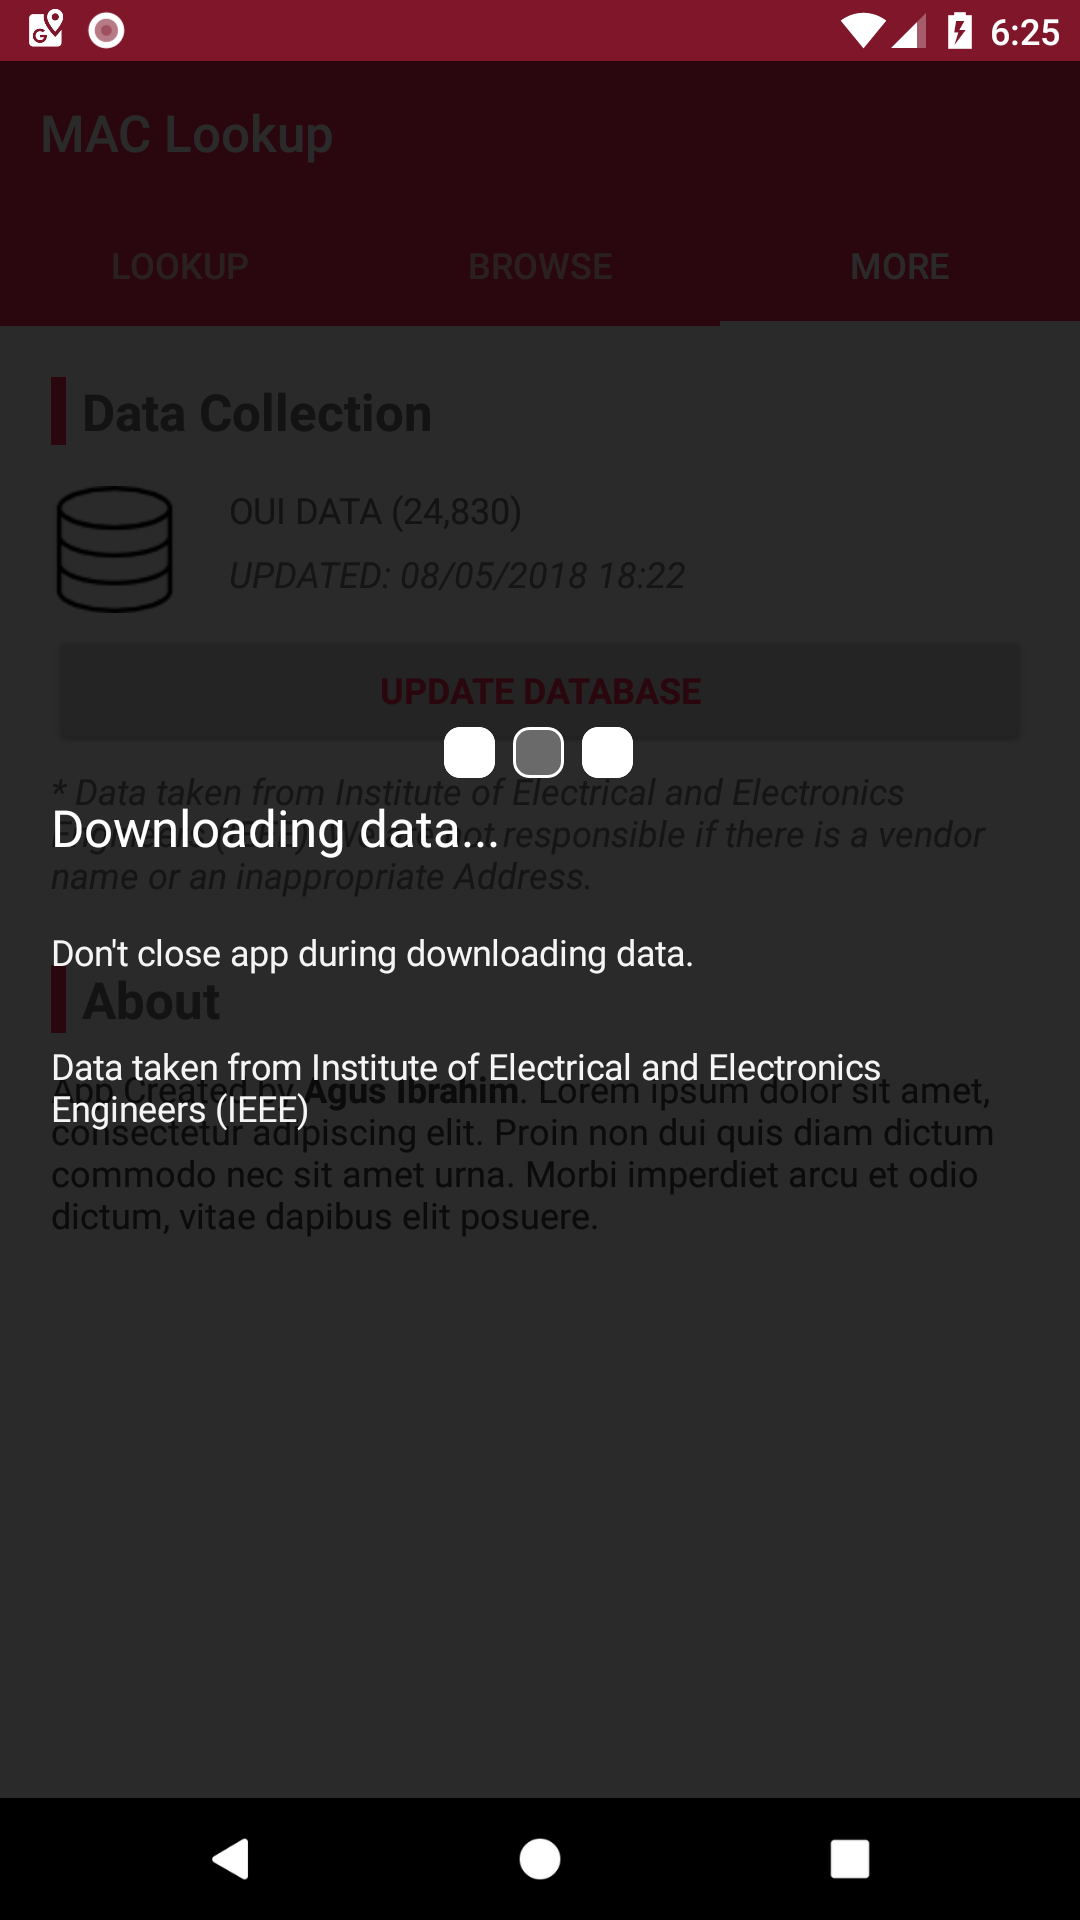 6:25
MAC Lookup
LOOKUP
BROWSE
MORE
Data Collection
OUI DATA (24,830)
UPDATED: 08/05/2018 18:22
UPDATE DATABASE
* Data taken from Institute of Electrical and Electronics
Downloading data...
responsible if there is a vendor
name or an inappropriate Address.
Don't close app during downloading data.
About
Data taken from Institute of Electrical and Electronics
Engineers (IEEE)
App Created by Agus Ibrahim. Lorem ipsum dolor sit amet,
consectetur adipiscing elit. Proin non dui quis diam dictum
commodo nec sit amet urna. Morbi imperdiet arcu et odio
dictum, vitae dapibus elit posuere.